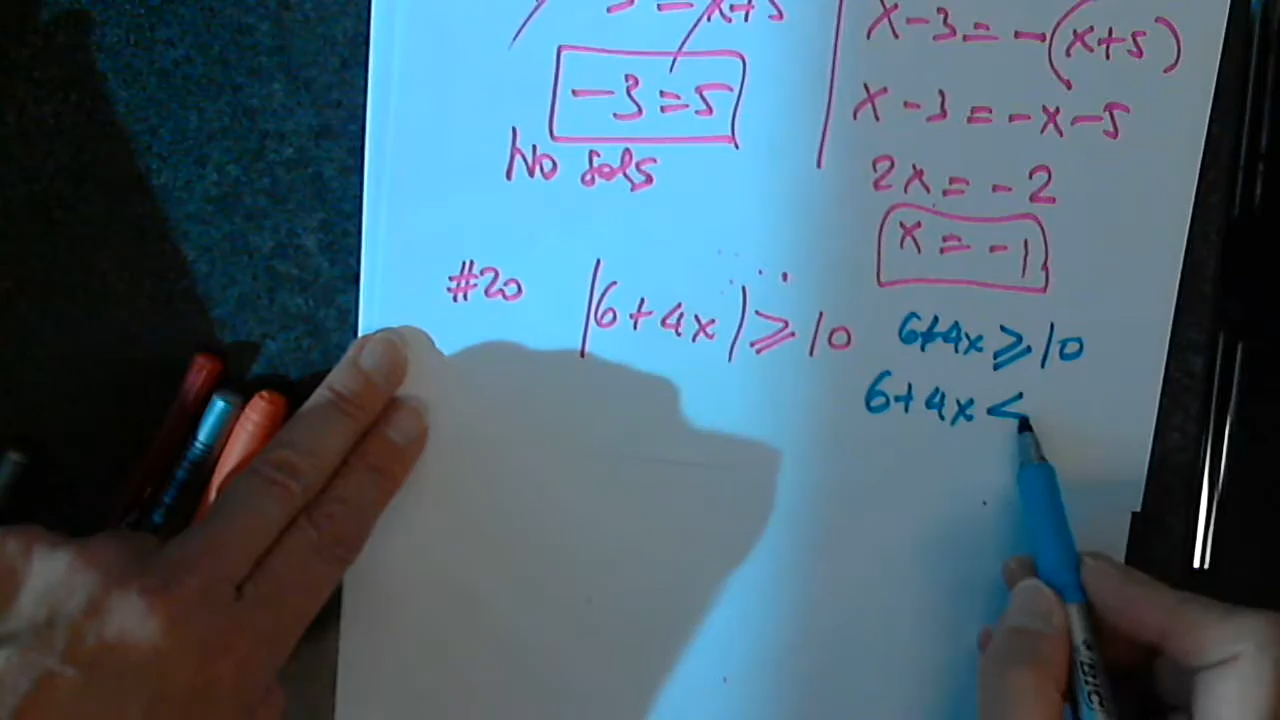 -3 = 5
No sols
x-3=-(x+5)
x-3=-x-5
2x=-2
x=-1
#20 |6+4x|≥10
6+4x≥10
6+4x<
BIC